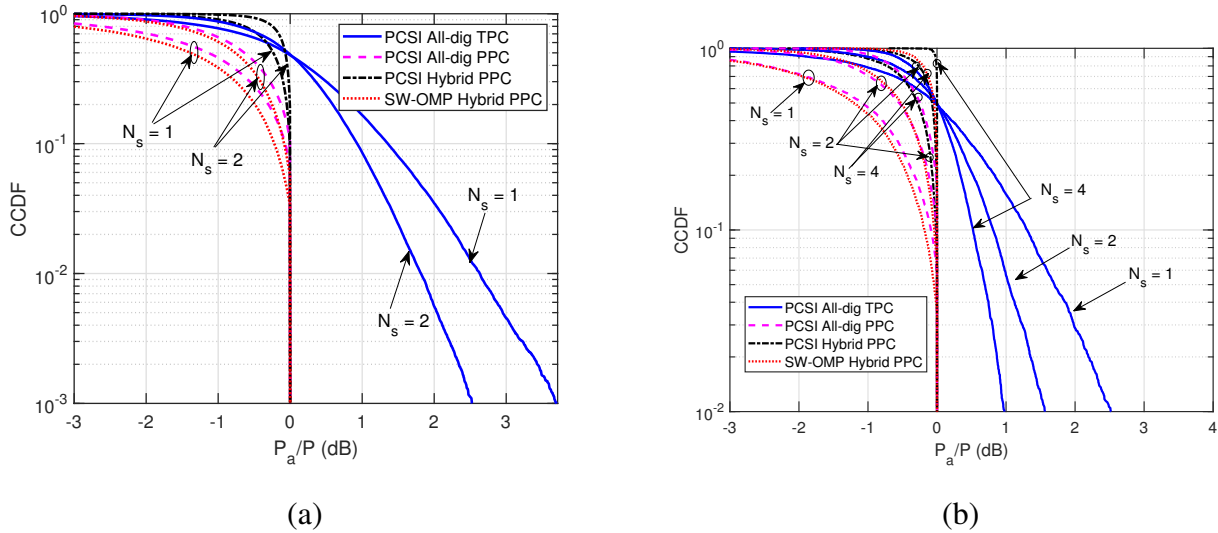 10^0
10^-1
10^-2
10^-3
CCDF
-3 -2 -1 0 1 2 3
P_a/P (dB)
PCSI All-dig TPC
PCSI All-dig PPC
PCSI Hybrid PPC
SW-OMP Hybrid PPC
N_s = 1
N_s = 2
N_s = 1
N_s = 2
(a)
10^0
10^-1
10^-2
CCDF
-3 -2 -1 0 1 2 3 4
P_a/P (dB)
N_s = 1
N_s = 2
N_s = 4
N_s = 4
N_s = 2
N_s = 1
PCSI All-dig TPC
PCSI All-dig PPC
PCSI Hybrid PPC
SW-OMP Hybrid PPC
(b)